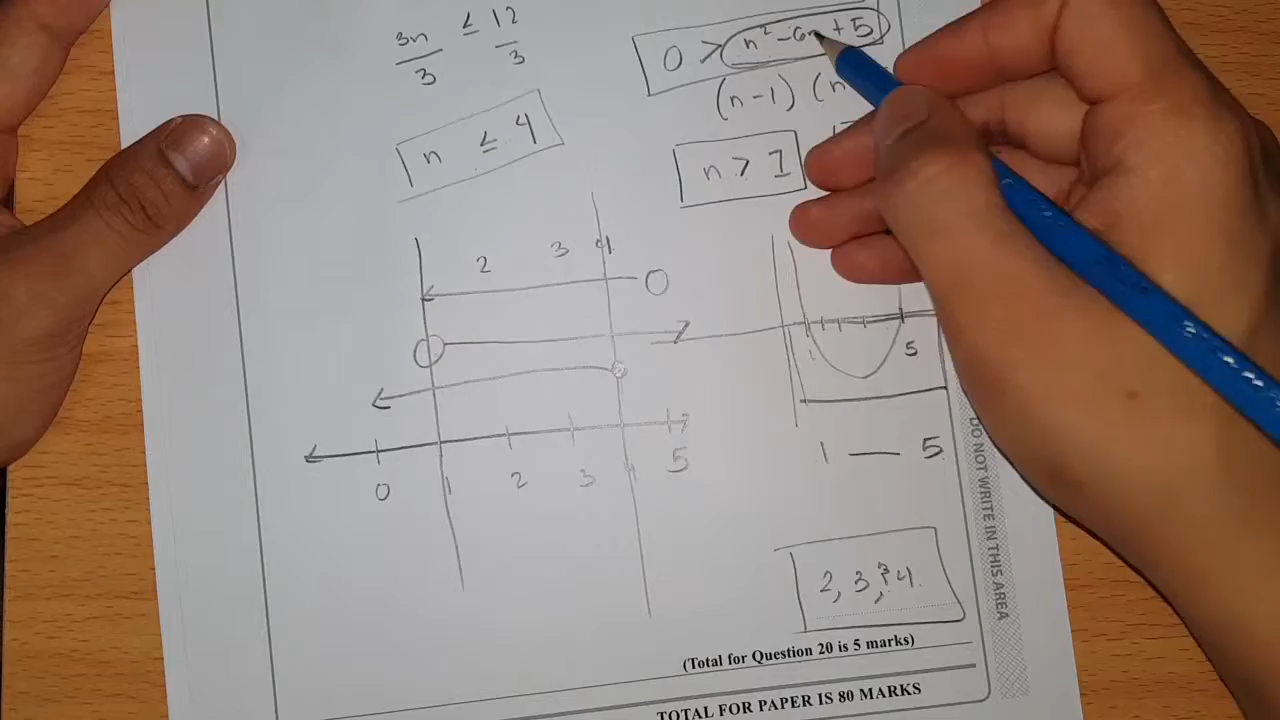 3n/3 ≤ 12/3
n ≤ 4
0 > n² - 6n + 5
(n-1) (n
n > 1
2 3 4
5
0 1 2 3 4 5
1 — 5
2, 3, 4.
(Total for Question 20 is 5 marks)
TOTAL FOR PAPER IS 80 MARKS
DO NOT WRITE IN THIS AREA